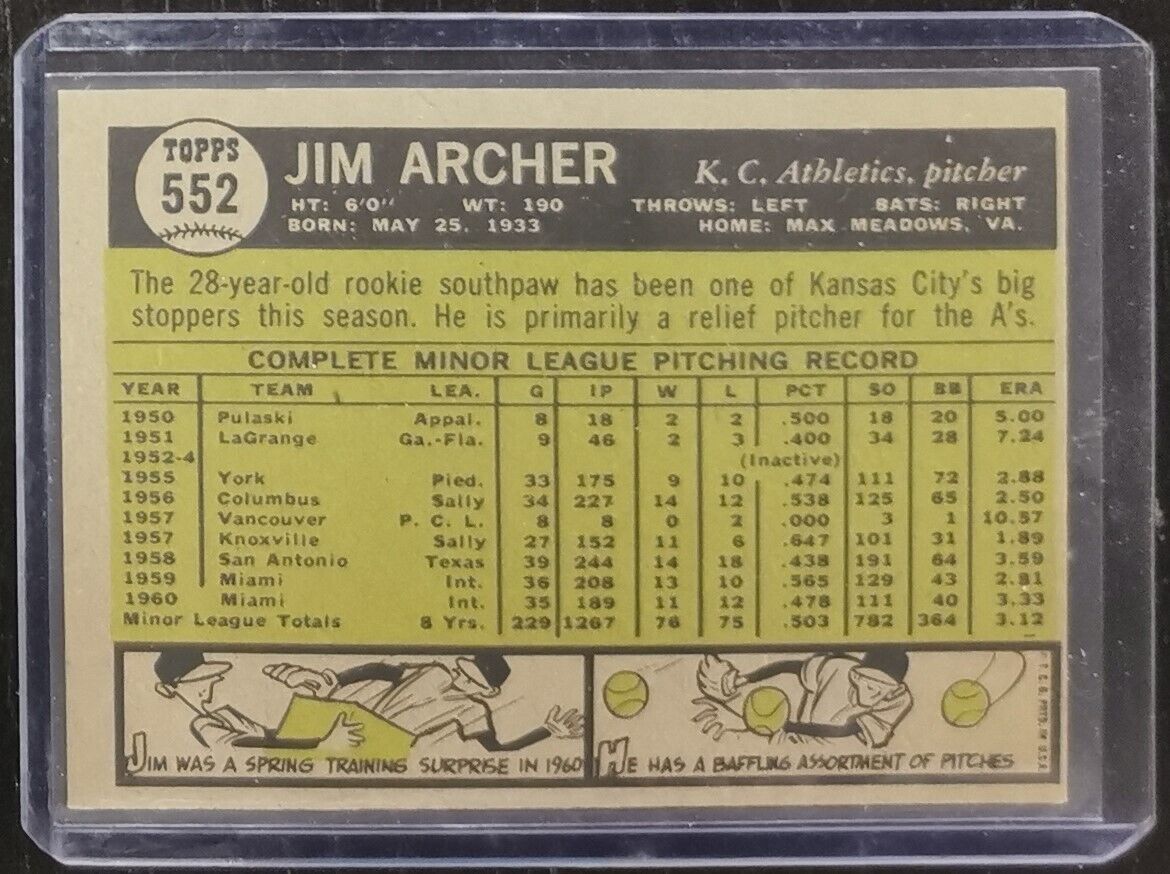 TOPPS
552
JIM ARCHER
K. C. Athletics, pitcher
HT: 6'0" WT: 190 THROWS: LEFT BATS: RIGHT
BORN: MAY 25, 1933 HOME: MAX MEADOWS, VA.
The 28-year-old rookie southpaw has been one of Kansas City's big
stoppers this season. He is primarily a relief pitcher for the A's.
COMPLETE MINOR LEAGUE PITCHING RECORD
YEAR TEAM LEA. G IP W L PCT SO BB ERA
1950 Pulaski Appal. 8 18 2 2 .500 18 20 5.00
1951 LaGrange Ga.-Fla. 9 46 2 3 .400 34 28 7.24
1952-4 (Inactive)
1955 York Pied. 33 175 9 10 .474 111 72 2.88
1956 Columbus Sally 34 227 14 12 .538 125 65 2.50
1957 Vancouver P. C. L. 8 8 0 2 .000 3 1 10.57
1957 Knoxville Sally 27 152 11 6 .647 101 31 1.89
1958 San Antonio Texas 39 244 14 18 .438 191 64 3.59
1959 Miami Int. 36 208 13 10 .565 129 43 2.81
1960 Miami Int. 35 189 11 12 .478 111 40 3.33
Minor League Totals 8 Yrs. 229 1267 76 75 .503 782 364 3.12
JIM WAS A SPRING TRAINING SURPRISE IN 1960
HE HAS A BAFFLING ASSORTMENT OF PITCHES
T. C. G. PRTD. IN U.S.A.